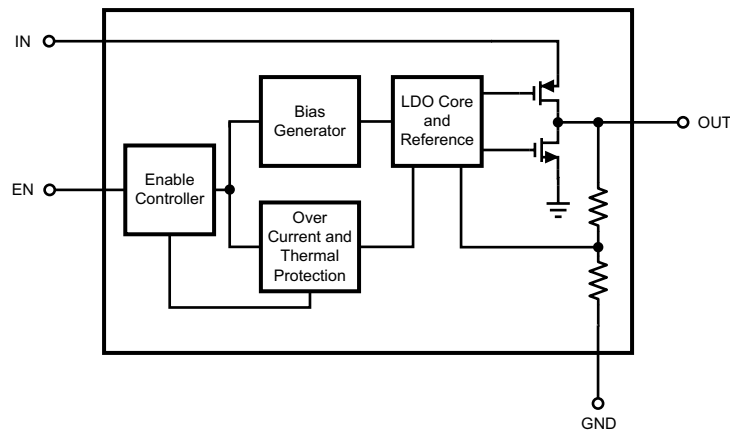 IN
Bias
Generator
LDO Core
and
Reference
OUT
EN
Enable
Controller
Over
Current and
Thermal
Protection
GND